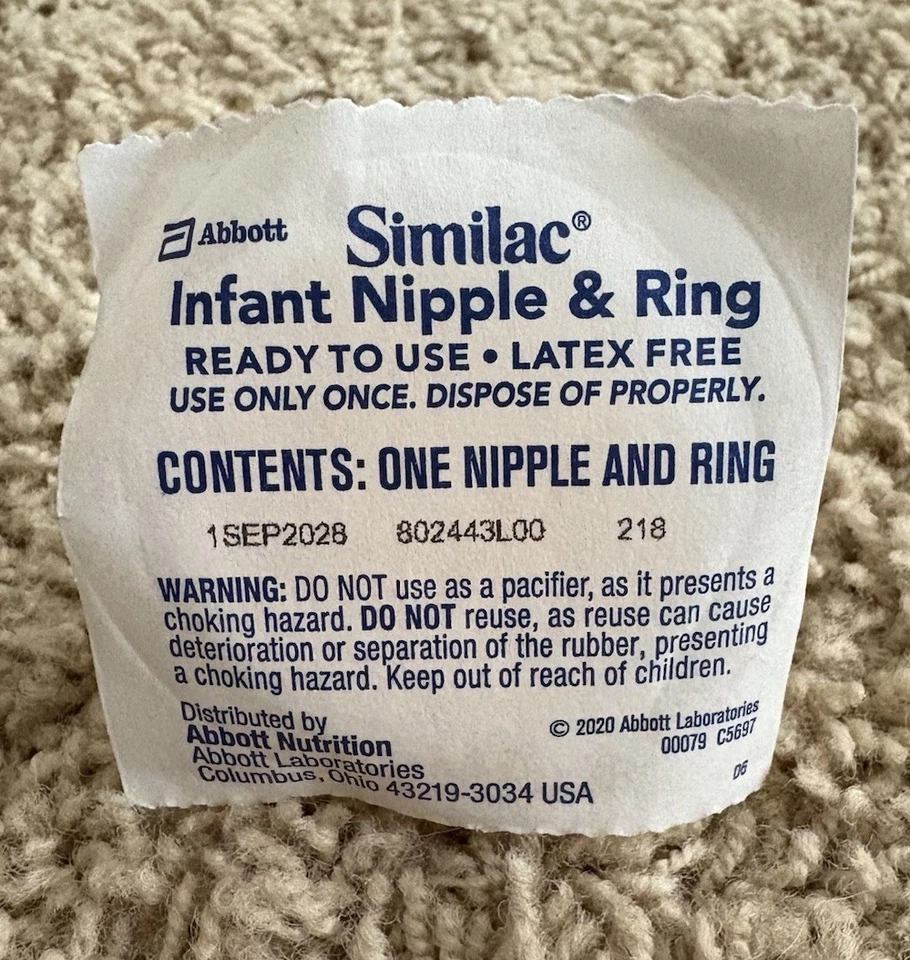 Abbott Similac®
Infant Nipple & Ring
READY TO USE • LATEX FREE
USE ONLY ONCE. DISPOSE OF PROPERLY.
CONTENTS: ONE NIPPLE AND RING
1SEP2028 802443L00 218
WARNING: DO NOT use as a pacifier, as it presents a
choking hazard. DO NOT reuse, as reuse can cause
deterioration or separation of the rubber, presenting
a choking hazard. Keep out of reach of children.
Distributed by
Abbott Nutrition
Abbott Laboratories
Columbus, Ohio 43219-3034 USA
© 2020 Abbott Laboratories
00079 C5697
06